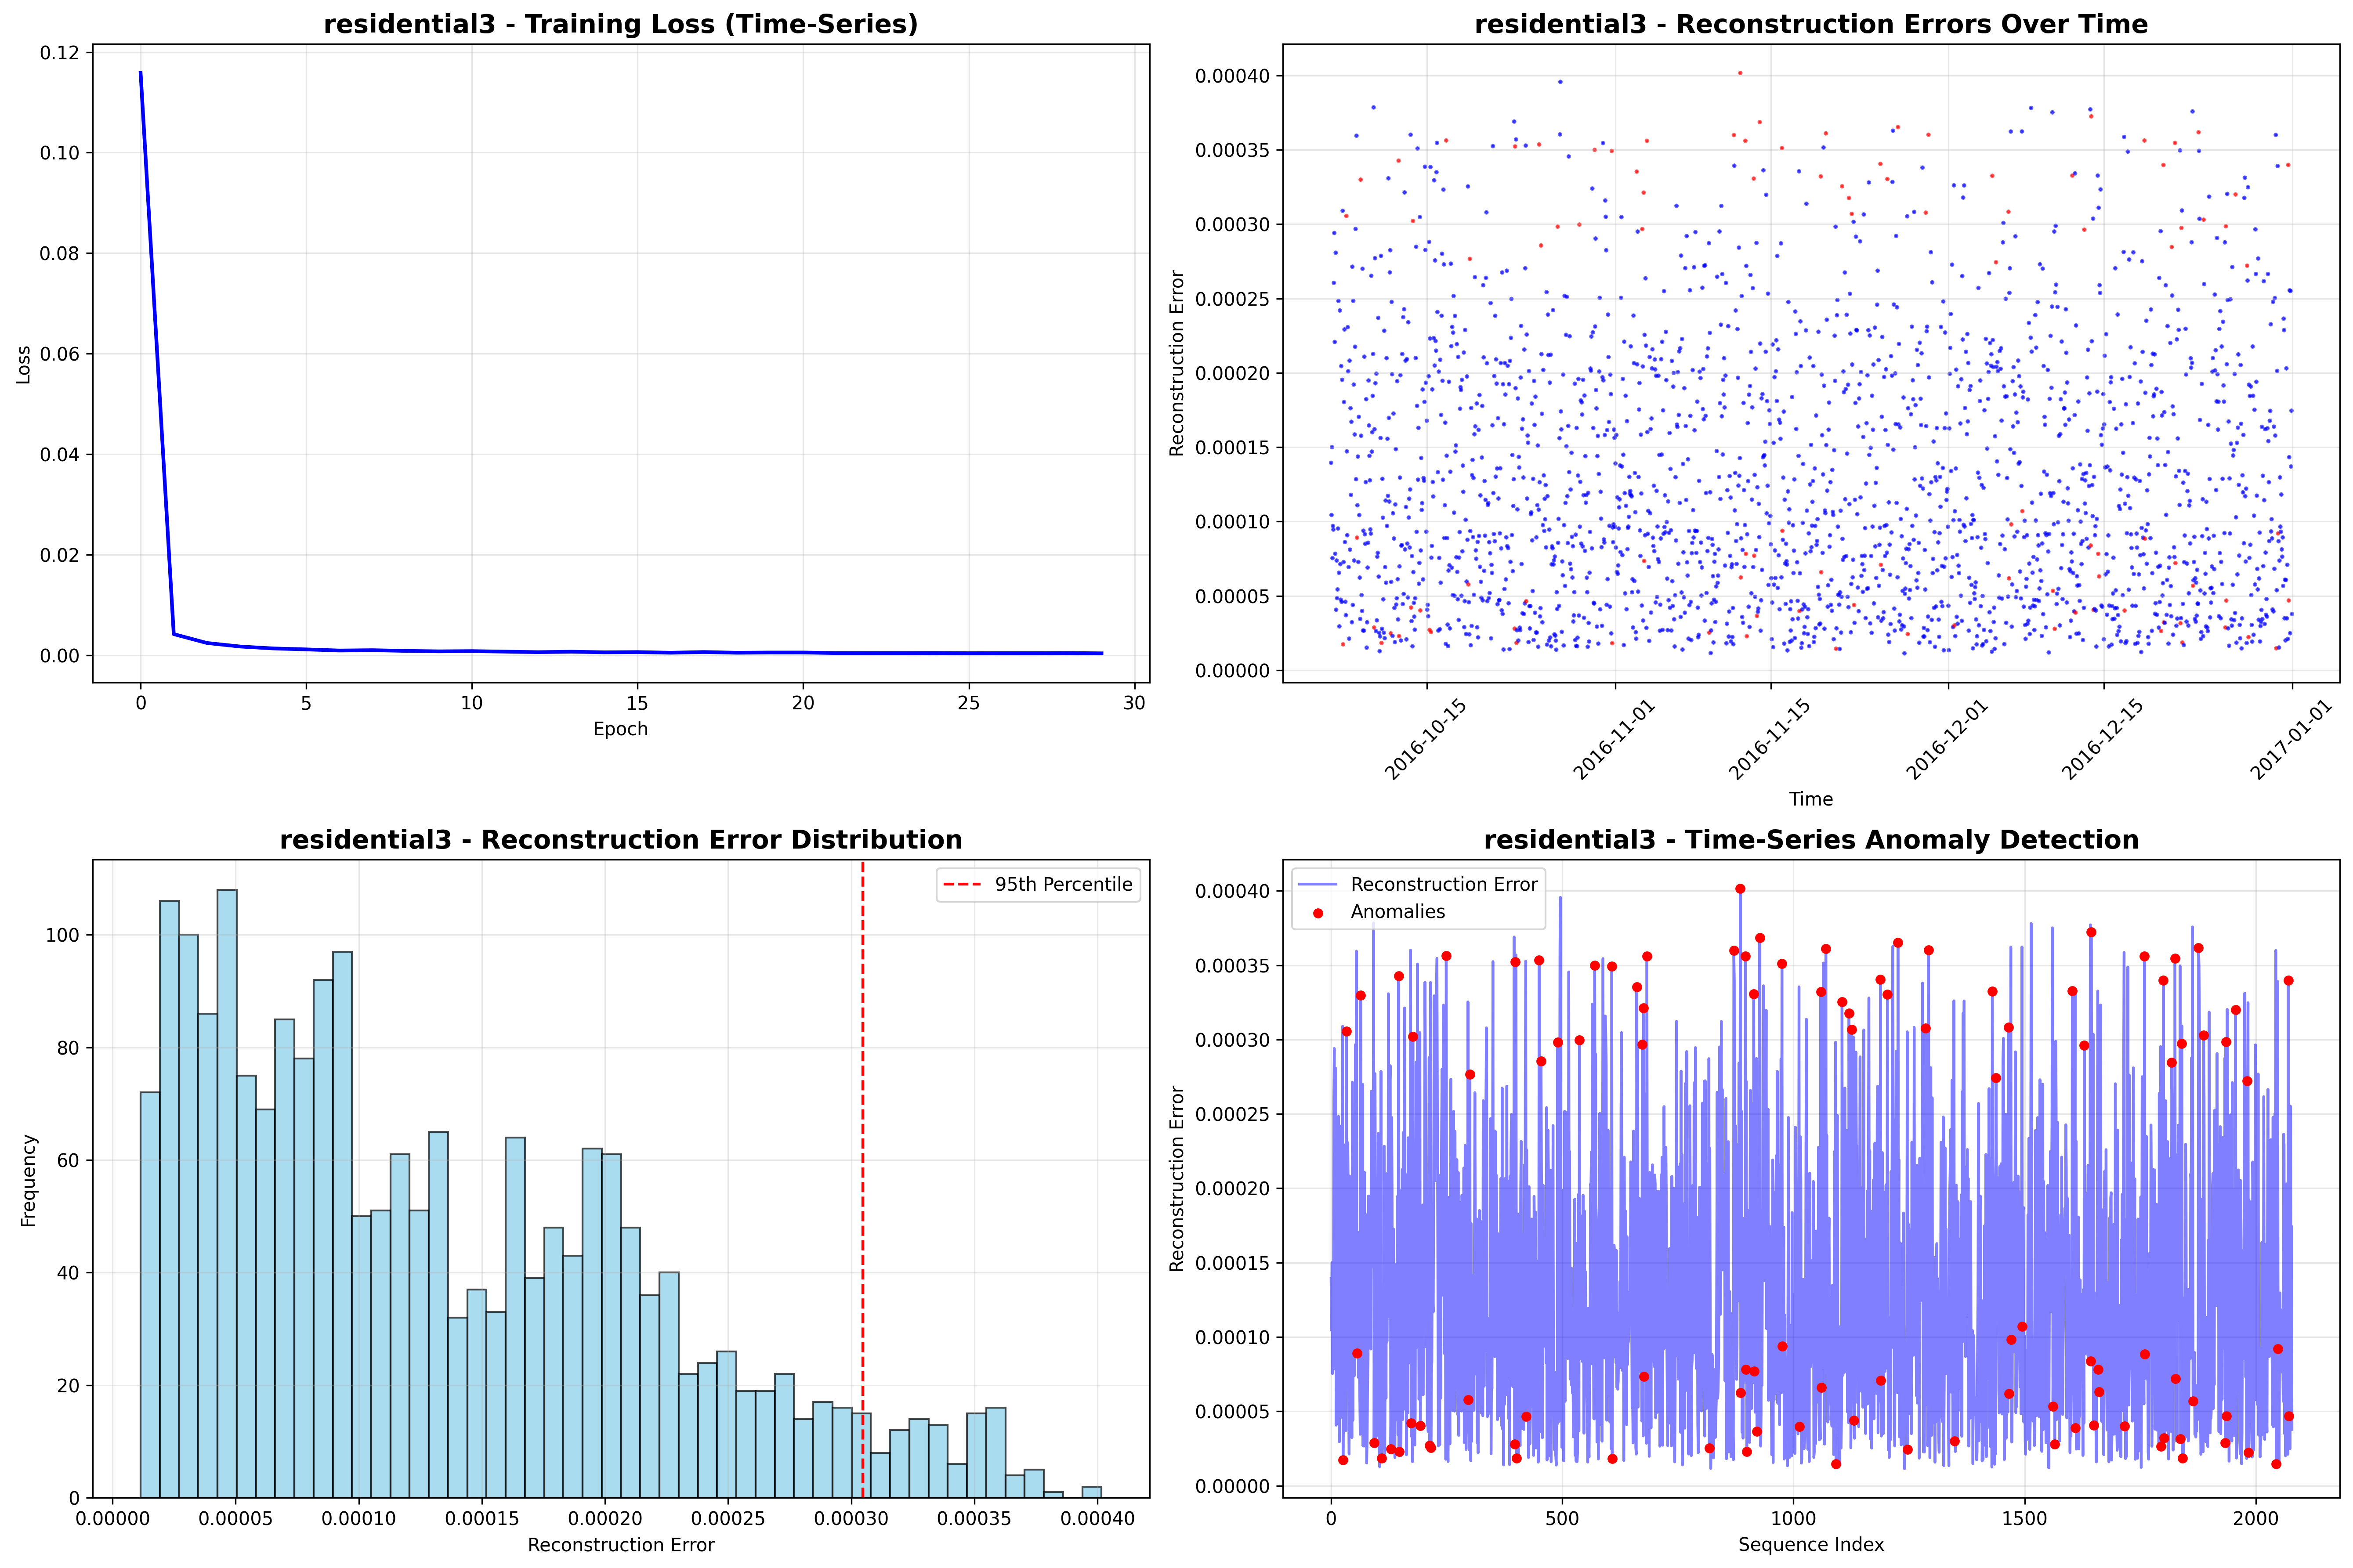 residential3 - Training Loss (Time-Series)
0.12
0.10
0.08
0.06
0.04
0.02
0.00
Loss
0 5 10 15 20 25 30
Epoch
residential3 - Reconstruction Errors Over Time
0.00040
0.00035
0.00030
0.00025
0.00020
0.00015
0.00010
0.00005
0.00000
Reconstruction Error
2016-10-15 2016-11-01 2016-11-15 2016-12-01 2016-12-15 2017-01-01
Time
residential3 - Reconstruction Error Distribution
95th Percentile
100
80
60
40
20
0
Frequency
0.00000 0.00005 0.00010 0.00015 0.00020 0.00025 0.00030 0.00035 0.00040
Reconstruction Error
residential3 - Time-Series Anomaly Detection
Reconstruction Error
Anomalies
0.00040
0.00035
0.00030
0.00025
0.00020
0.00015
0.00010
0.00005
0.00000
Reconstruction Error
0 500 1000 1500 2000
Sequence Index